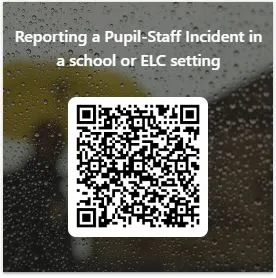 Reporting a Pupil-Staff Incident in
a school or ELC setting